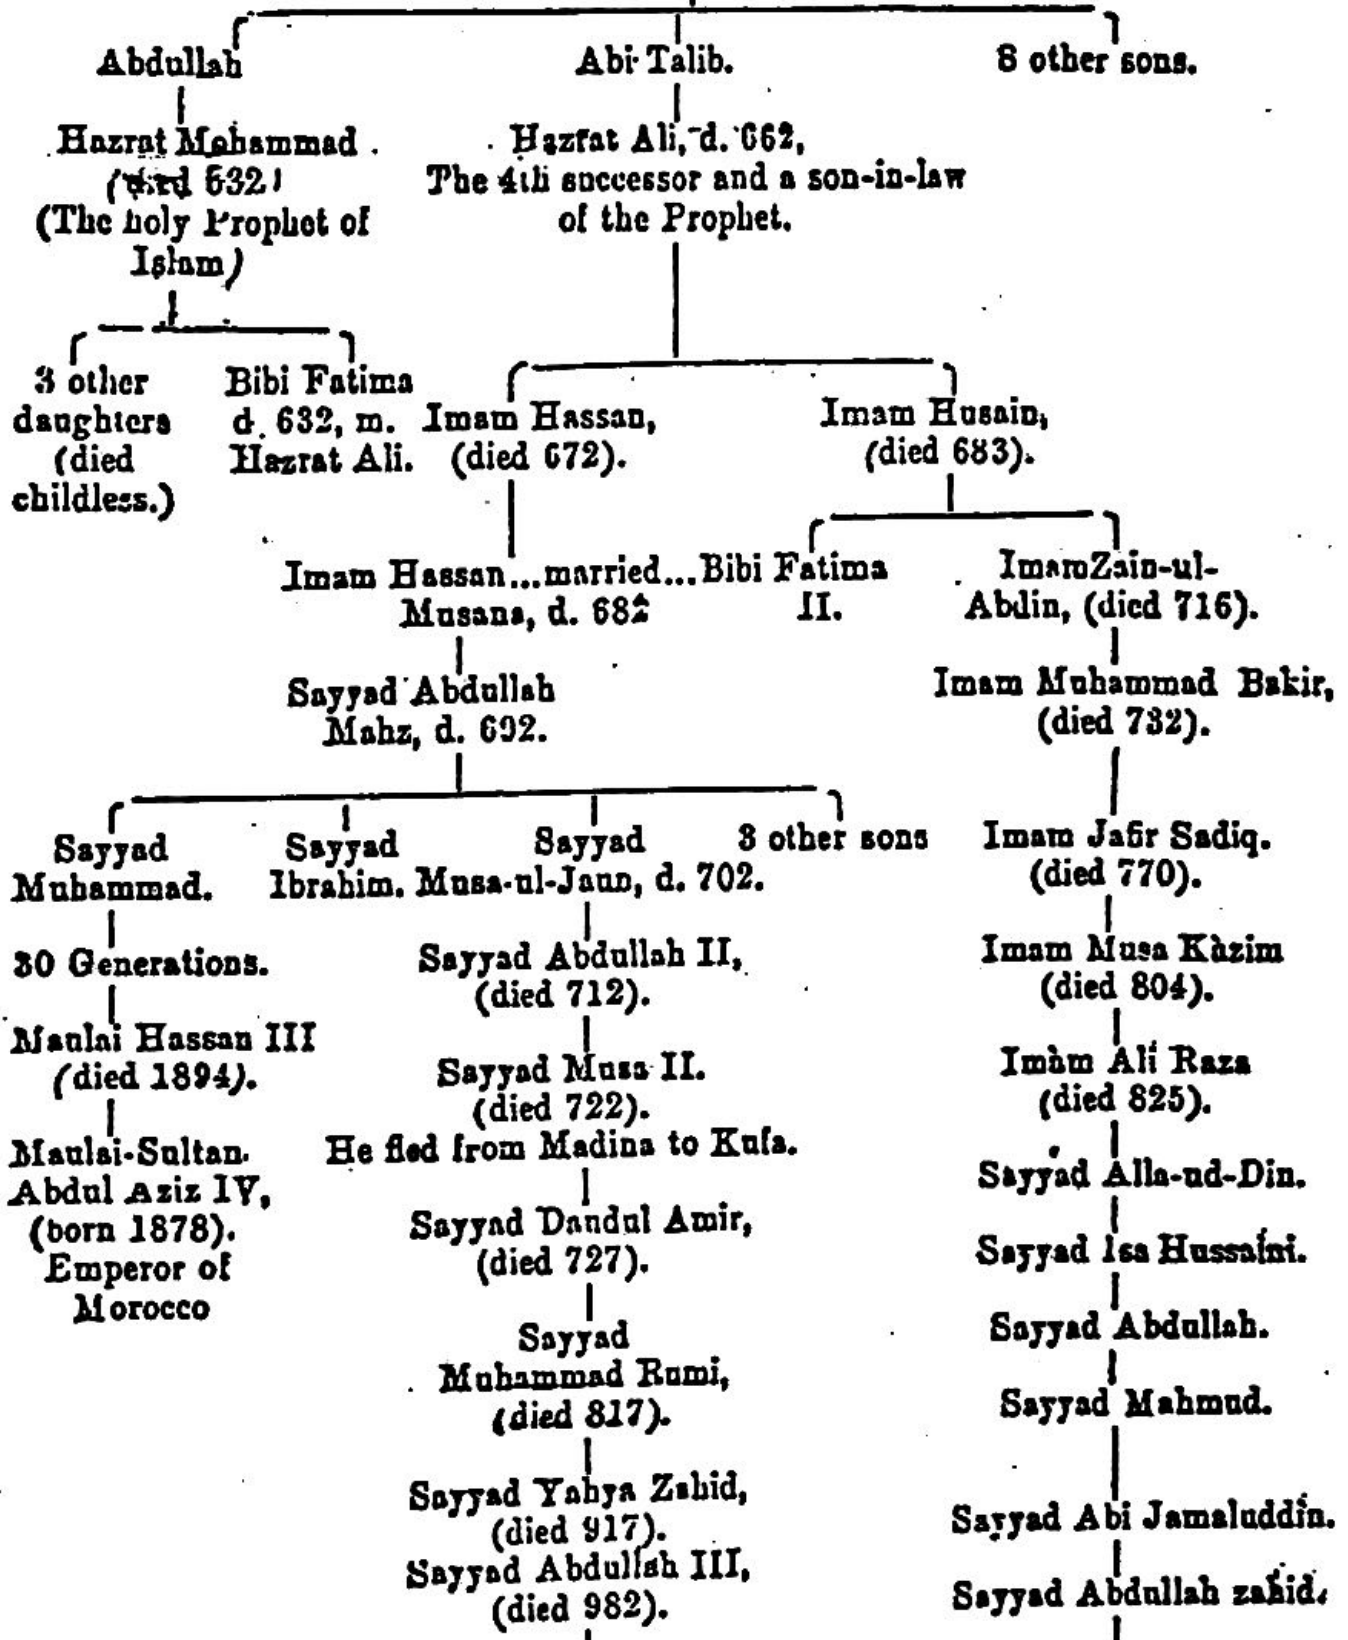 Abdullah
Abi Talib.
8 other sons.
Hazrat Mohammad
(died 632)
(The holy Prophet of
Islam)
Hazrat Ali, d. 662,
The 4th successor and a son-in-law
of the Prophet.
3 other
daughters
(died
childless.)
Bibi Fatima
d. 632, m.
Hazrat Ali.
Imam Hassan,
(died 672).
Imam Husain,
(died 683).
Imam Hassan...married...Bibi Fatima
Musana, d. 682
II.
Imam Zain-ul-
Abdin, (died 716).
Sayyad Abdullah
Mahz, d. 692.
Imam Muhammad Bakir,
(died 732).
Sayyad
Muhammad.
Sayyad
Ibrahim.
Sayyad
Musa-ul-Jaun, d. 702.
3 other sons
Imam Jafir Sadiq.
(died 770).
30 Generations.
Sayyad Abdullah II,
(died 712).
Imam Musa Kàzim
(died 804).
Maulai Hassan III
(died 1894).
Sayyad Musa II.
(died 722).
He fled from Madina to Kufa.
Imàm Ali Raza
(died 825).
Maulai-Sultan
Abdul Aziz IV,
(born 1878).
Emperor of
Morocco
Sayyad Dandul Amir,
(died 727).
Sayyad Alla-ud-Din.
Sayyad Isa Hussaini.
Sayyad
Muhammad Rumi,
(died 817).
Sayyad Abdullah.
Sayyad Mahmud.
Sayyad Yahya Zahid,
(died 917).
Sayyad Abdullah III,
(died 982).
Sayyad Abi Jamaluddin.
Sayyad Abdullah zahid.